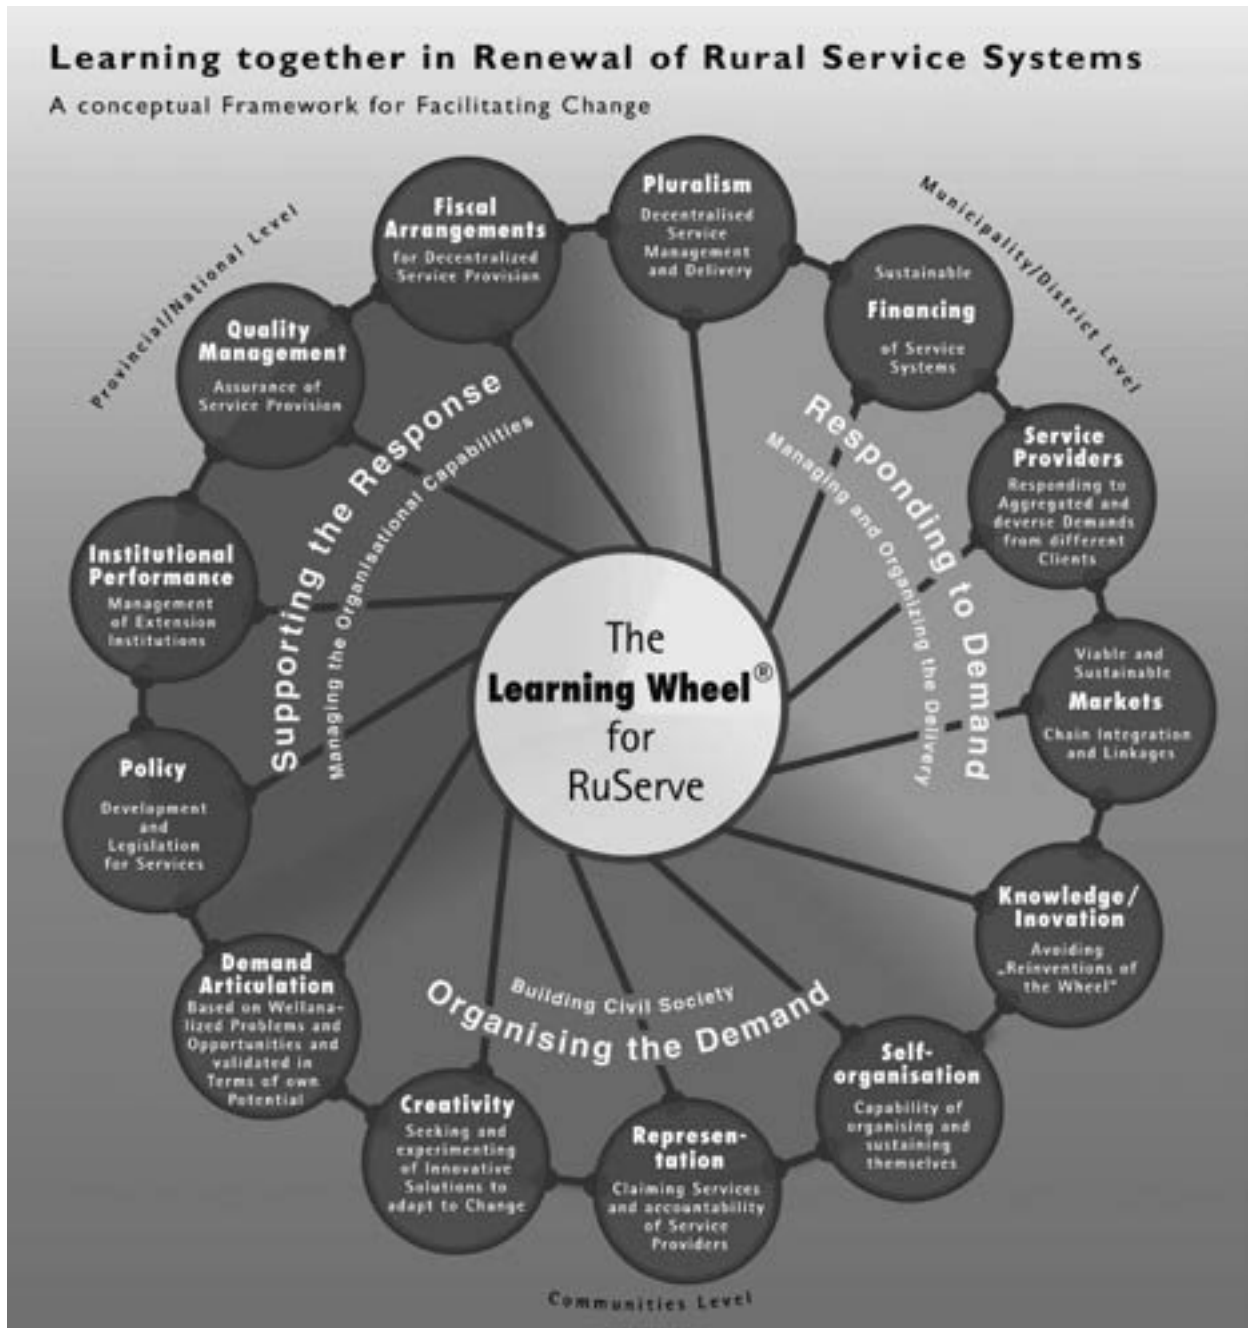 Learning together in Renewal of Rural Service Systems
A conceptual Framework for Facilitating Change
Provincial/National Level
Municipality/District Level
Fiscal
Arrangements
for Decentralized
Service Provision
Pluralism
Decentralised
Service
Management
and Delivery
Sustainable
Financing
of Service
Systems
Service
Providers
Responding to
Aggregated and
deverse Demands
from different
Clients
Viable and
Sustainable
Markets
Chain Integration
and Linkages
Knowledge/
Inovation
Avoiding
„Reinventions of
the Wheel“
Self-
organisation
Capability of
organising and
sustaining
themselves
Represen-
tation
Claiming Services
and accountability
of Service
Providers
Creativity
Seeking and
experimenting
of Innovative
Solutions to
adapt to Change
Demand
Articulation
Based on Wellana-
lized Problems and
Opportunities and
validated in
Terms of own
Potential
Policy
Development
and
Legislation
for Services
Institutional
Performance
Management
of Extension
Institutions
Quality
Management
Assurance of
Service Provision
Supporting the Response
Managing the Organisational Capabilities
Responding to Demand
Managing and Organizing the Delivery
The
Learning Wheel®
for
RuServe
Building Civil Society
Organising the Demand
Communities Level